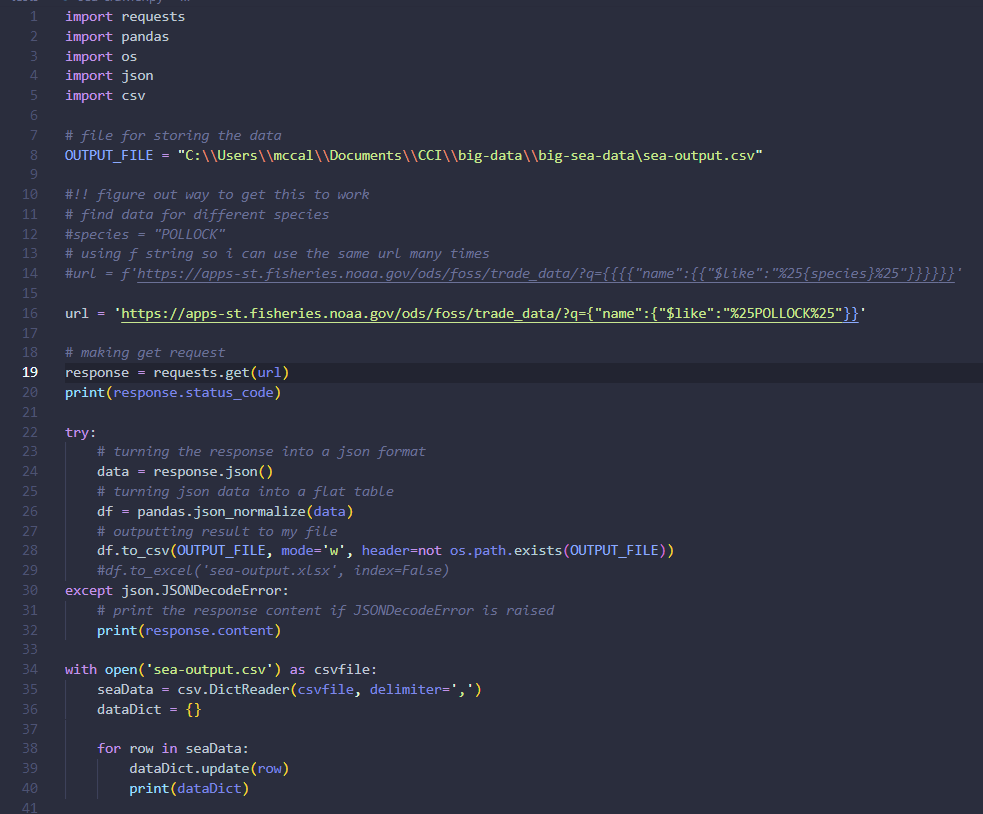 1 import requests
2 import pandas
3 import os
4 import json
5 import csv
6
7 # file for storing the data
8 OUTPUT_FILE = "C:\\Users\\mccal\\Documents\\CCI\\big-data\\big-sea-data\sea-output.csv"
9
10 #!! figure out way to get this to work
11 # find data for different species
12 #species = "POLLOCK"
13 # using f string so i can use the same url many times
14 #url = f'https://apps-st.fisheries.noaa.gov/ods/foss/trade_data/?q={{{{"name":{{"$like":"%25{species}%25"}}}}}}'
15
16 url = 'https://apps-st.fisheries.noaa.gov/ods/foss/trade_data/?q={"name":{"$like":"%25POLLOCK%25"}}'
17
18 # making get request
19 response = requests.get(url)
20 print(response.status_code)
21
22 try:
23     # turning the response into a json format
24     data = response.json()
25     # turning json data into a flat table
26     df = pandas.json_normalize(data)
27     # outputting result to my file
28     df.to_csv(OUTPUT_FILE, mode='w', header=not os.path.exists(OUTPUT_FILE))
29     #df.to_excel('sea-output.xlsx', index=False)
30 except json.JSONDecodeError:
31     # print the response content if JSONDecodeError is raised
32     print(response.content)
33
34 with open('sea-output.csv') as csvfile:
35     seaData = csv.DictReader(csvfile, delimiter=',')
36     dataDict = {}
37
38     for row in seaData:
39         dataDict.update(row)
40         print(dataDict)
41